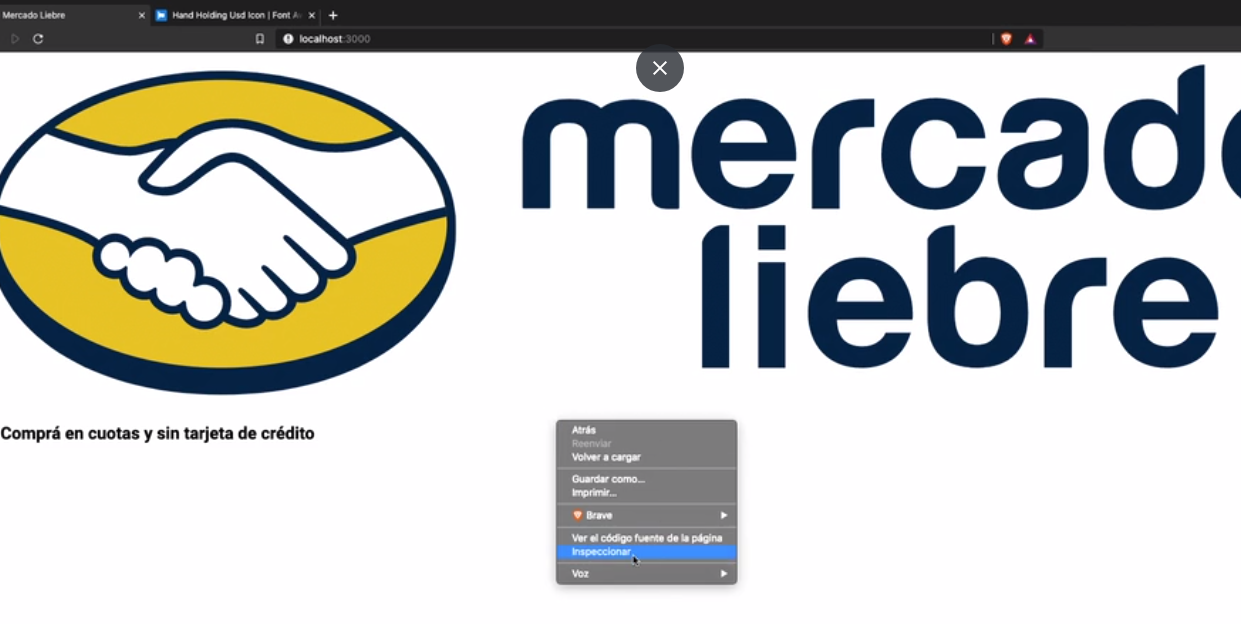 Mercado Liebre
Hand Holding Usd Icon | Font A
localhost:3000
mercado
liebre
Comprá en cuotas y sin tarjeta de crédito
Atrás
Reenviar
Volver a cargar
Guardar como...
Imprimir...
Brave
Ver el código fuente de la página
Inspeccionar
Voz